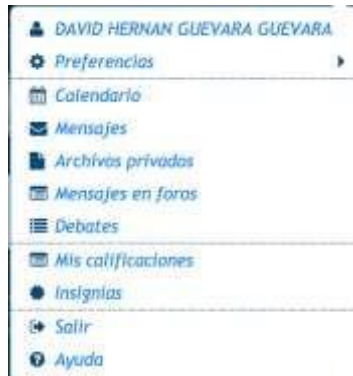 DAVID HERNAN GUEVARA GUEVARA
Preferencias
Calendario
Mensajes
Archivos privados
Mensajes en foros
Debates
Mis calificaciones
Insignias
Salir
Ayuda